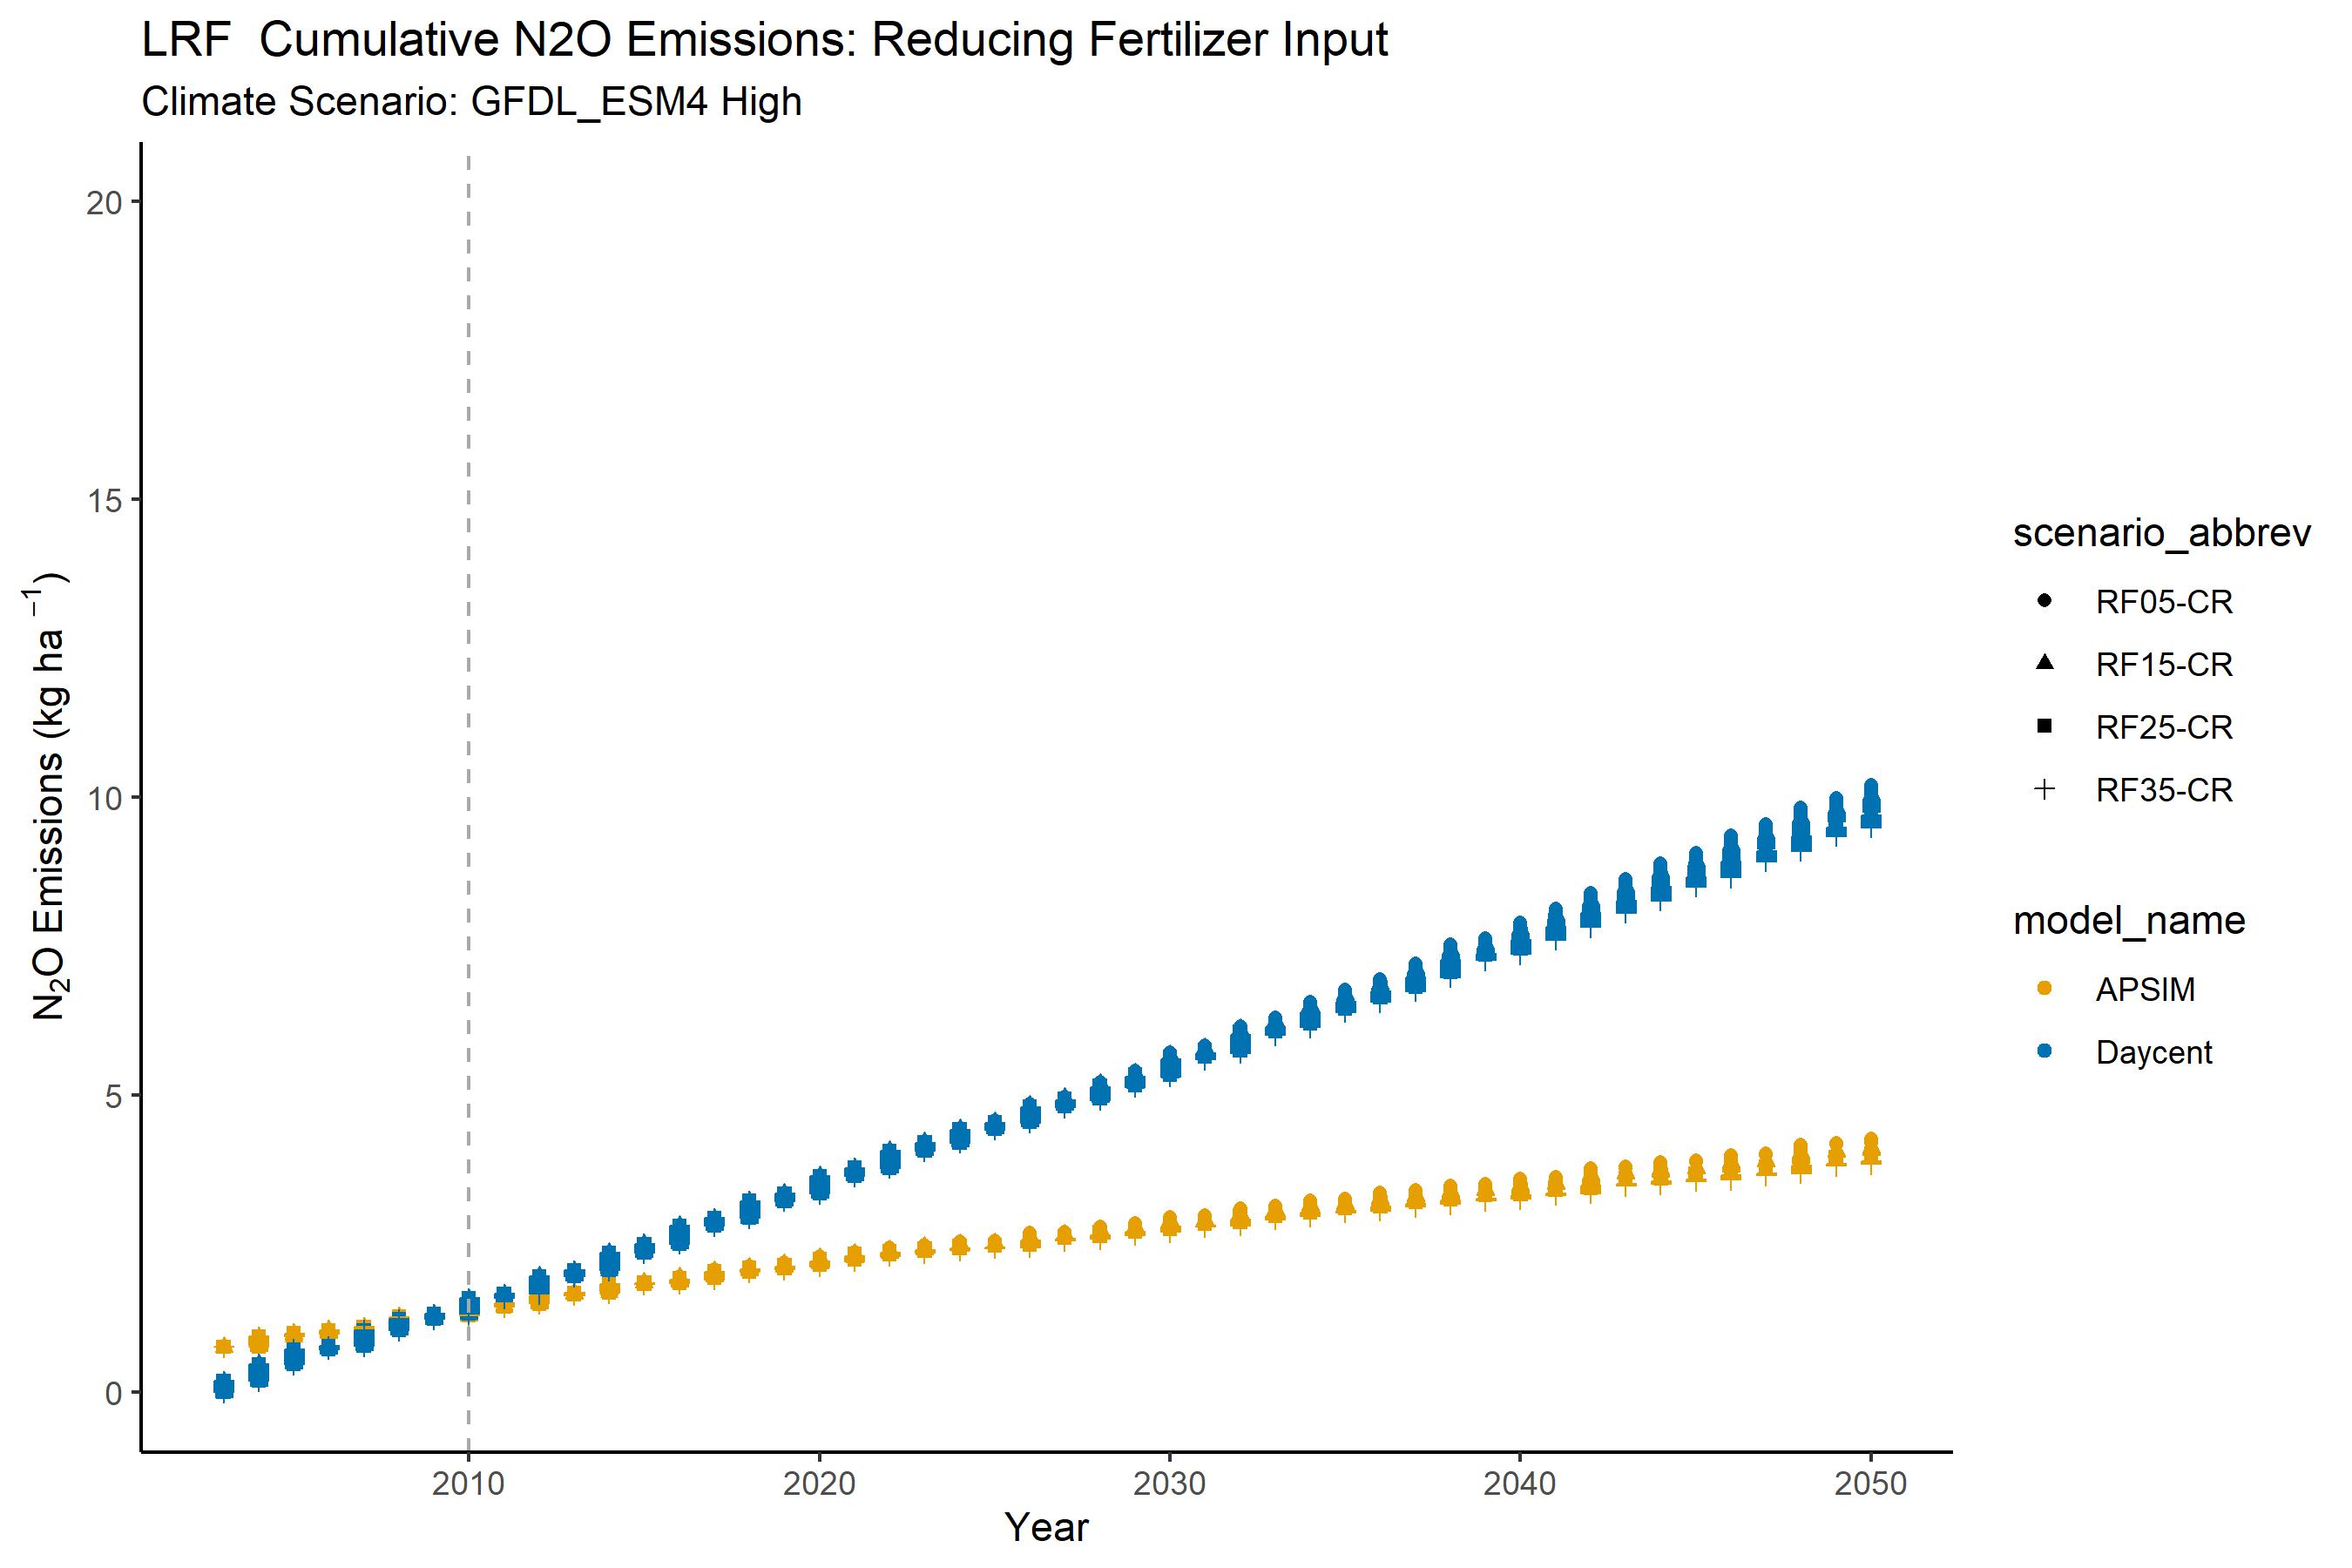 LRF  Cumulative N2O Emissions: Reducing Fertilizer Input
Climate Scenario: GFDL_ESM4 High
N₂O Emissions (kg ha ⁻¹)
20
15
10
5
0
2010
2020
2030
2040
2050
Year
scenario_abbrev
RF05-CR
RF15-CR
RF25-CR
RF35-CR
model_name
APSIM
Daycent